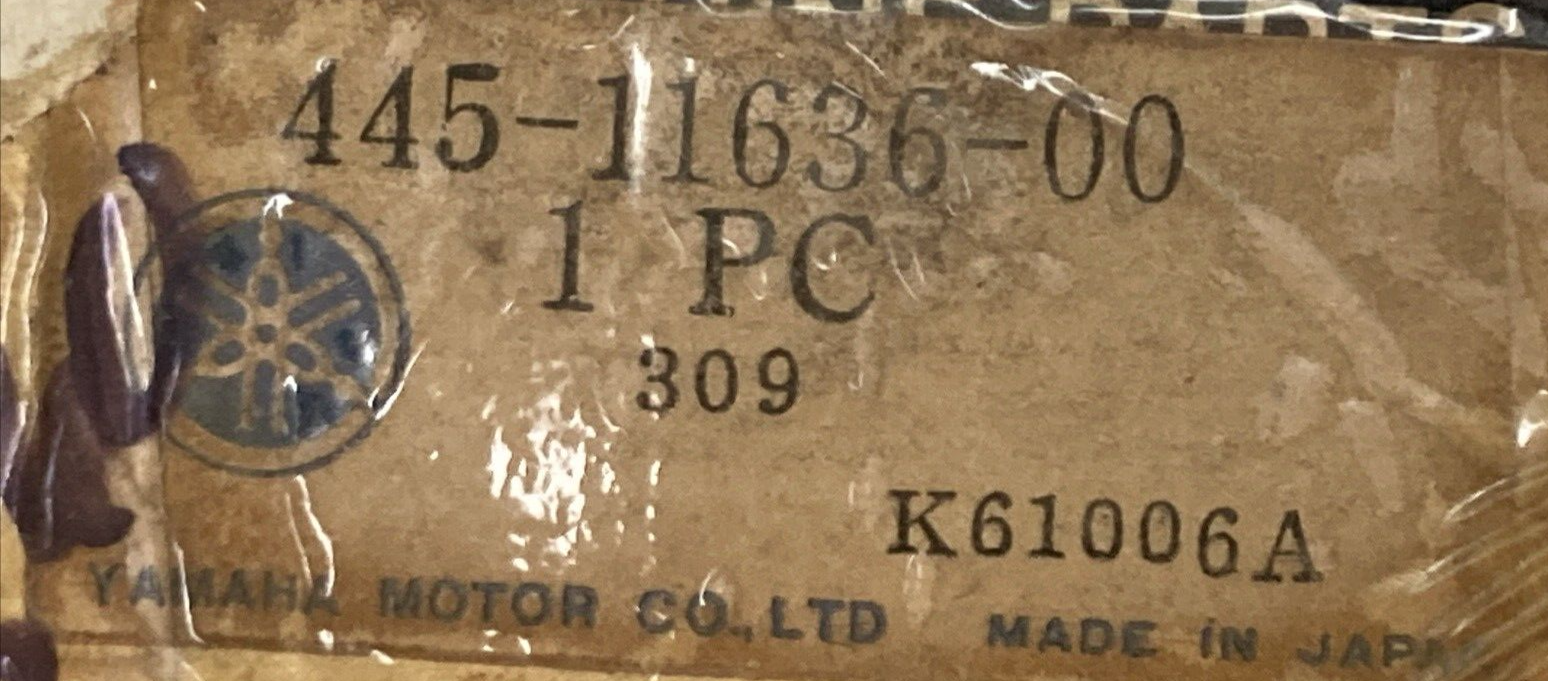 445-11636-00
1 PC
309
K61006A
YAMAHA MOTOR CO., LTD MADE IN JAPAN